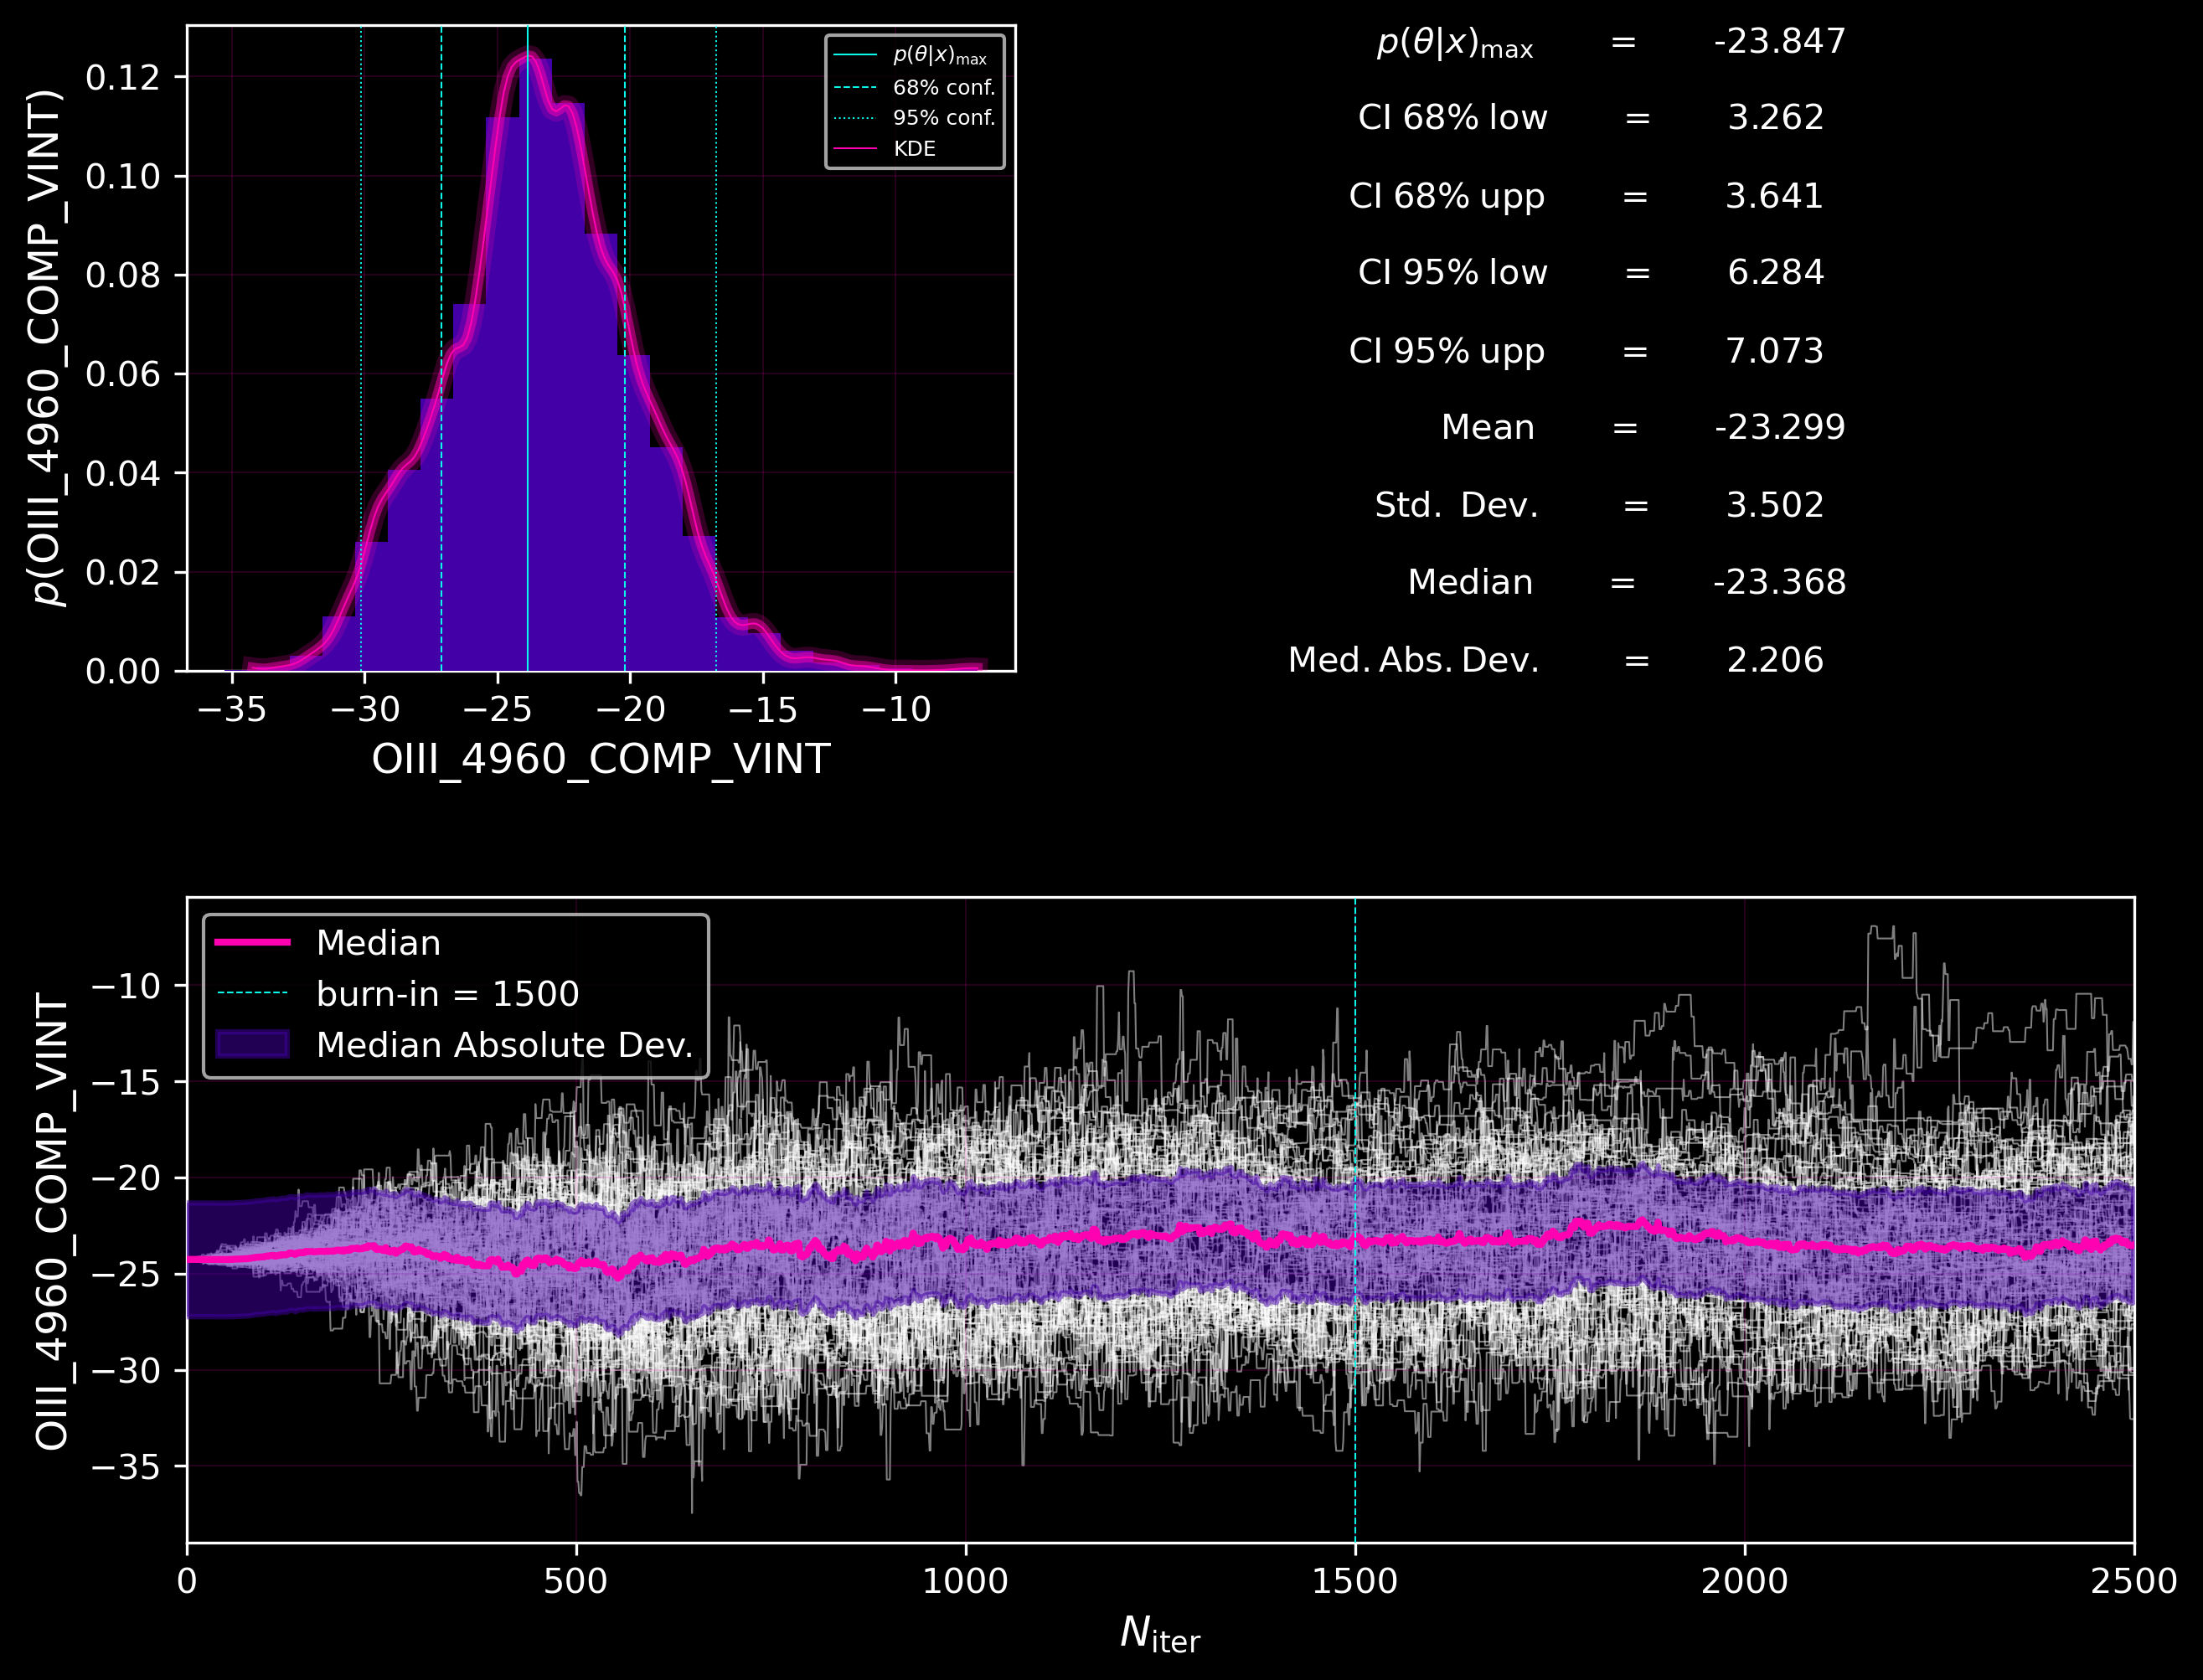 p(OIII_4960_COMP_VINT)
0.12
0.10
0.08
0.06
0.04
0.02
0.00
−35 −30 −25 −20 −15 −10
OIII_4960_COMP_VINT
p(θ|x)max
68% conf.
95% conf.
KDE
p(θ|x)max = -23.847
CI 68% low = 3.262
CI 68% upp = 3.641
CI 95% low = 6.284
CI 95% upp = 7.073
Mean = -23.299
Std. Dev. = 3.502
Median = -23.368
Med. Abs. Dev. = 2.206
OIII_4960_COMP_VINT
−10
−15
−20
−25
−30
−35
Median
burn-in = 1500
Median Absolute Dev.
0 500 1000 1500 2000 2500
Niter